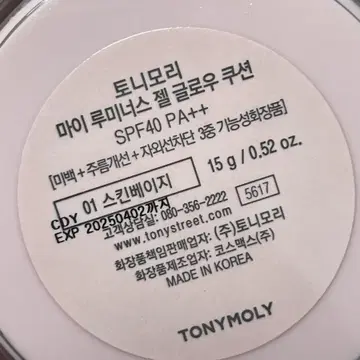 토니모리
마이 루미너스 젤 글로우 쿠션
SPF40 PA++
[미백+주름개선+자외선차단 3중 기능성화장품]
01 스킨베이지
15 g / 0.52 oz.
CDY
EXP 20250402까지
고객상담실: 080-356-2222
5617
www.tonystreet.com
화장품책임판매업자: (주)토니모리
화장품제조업자: 코스맥스(주)
MADE IN KOREA
TONYMOLY